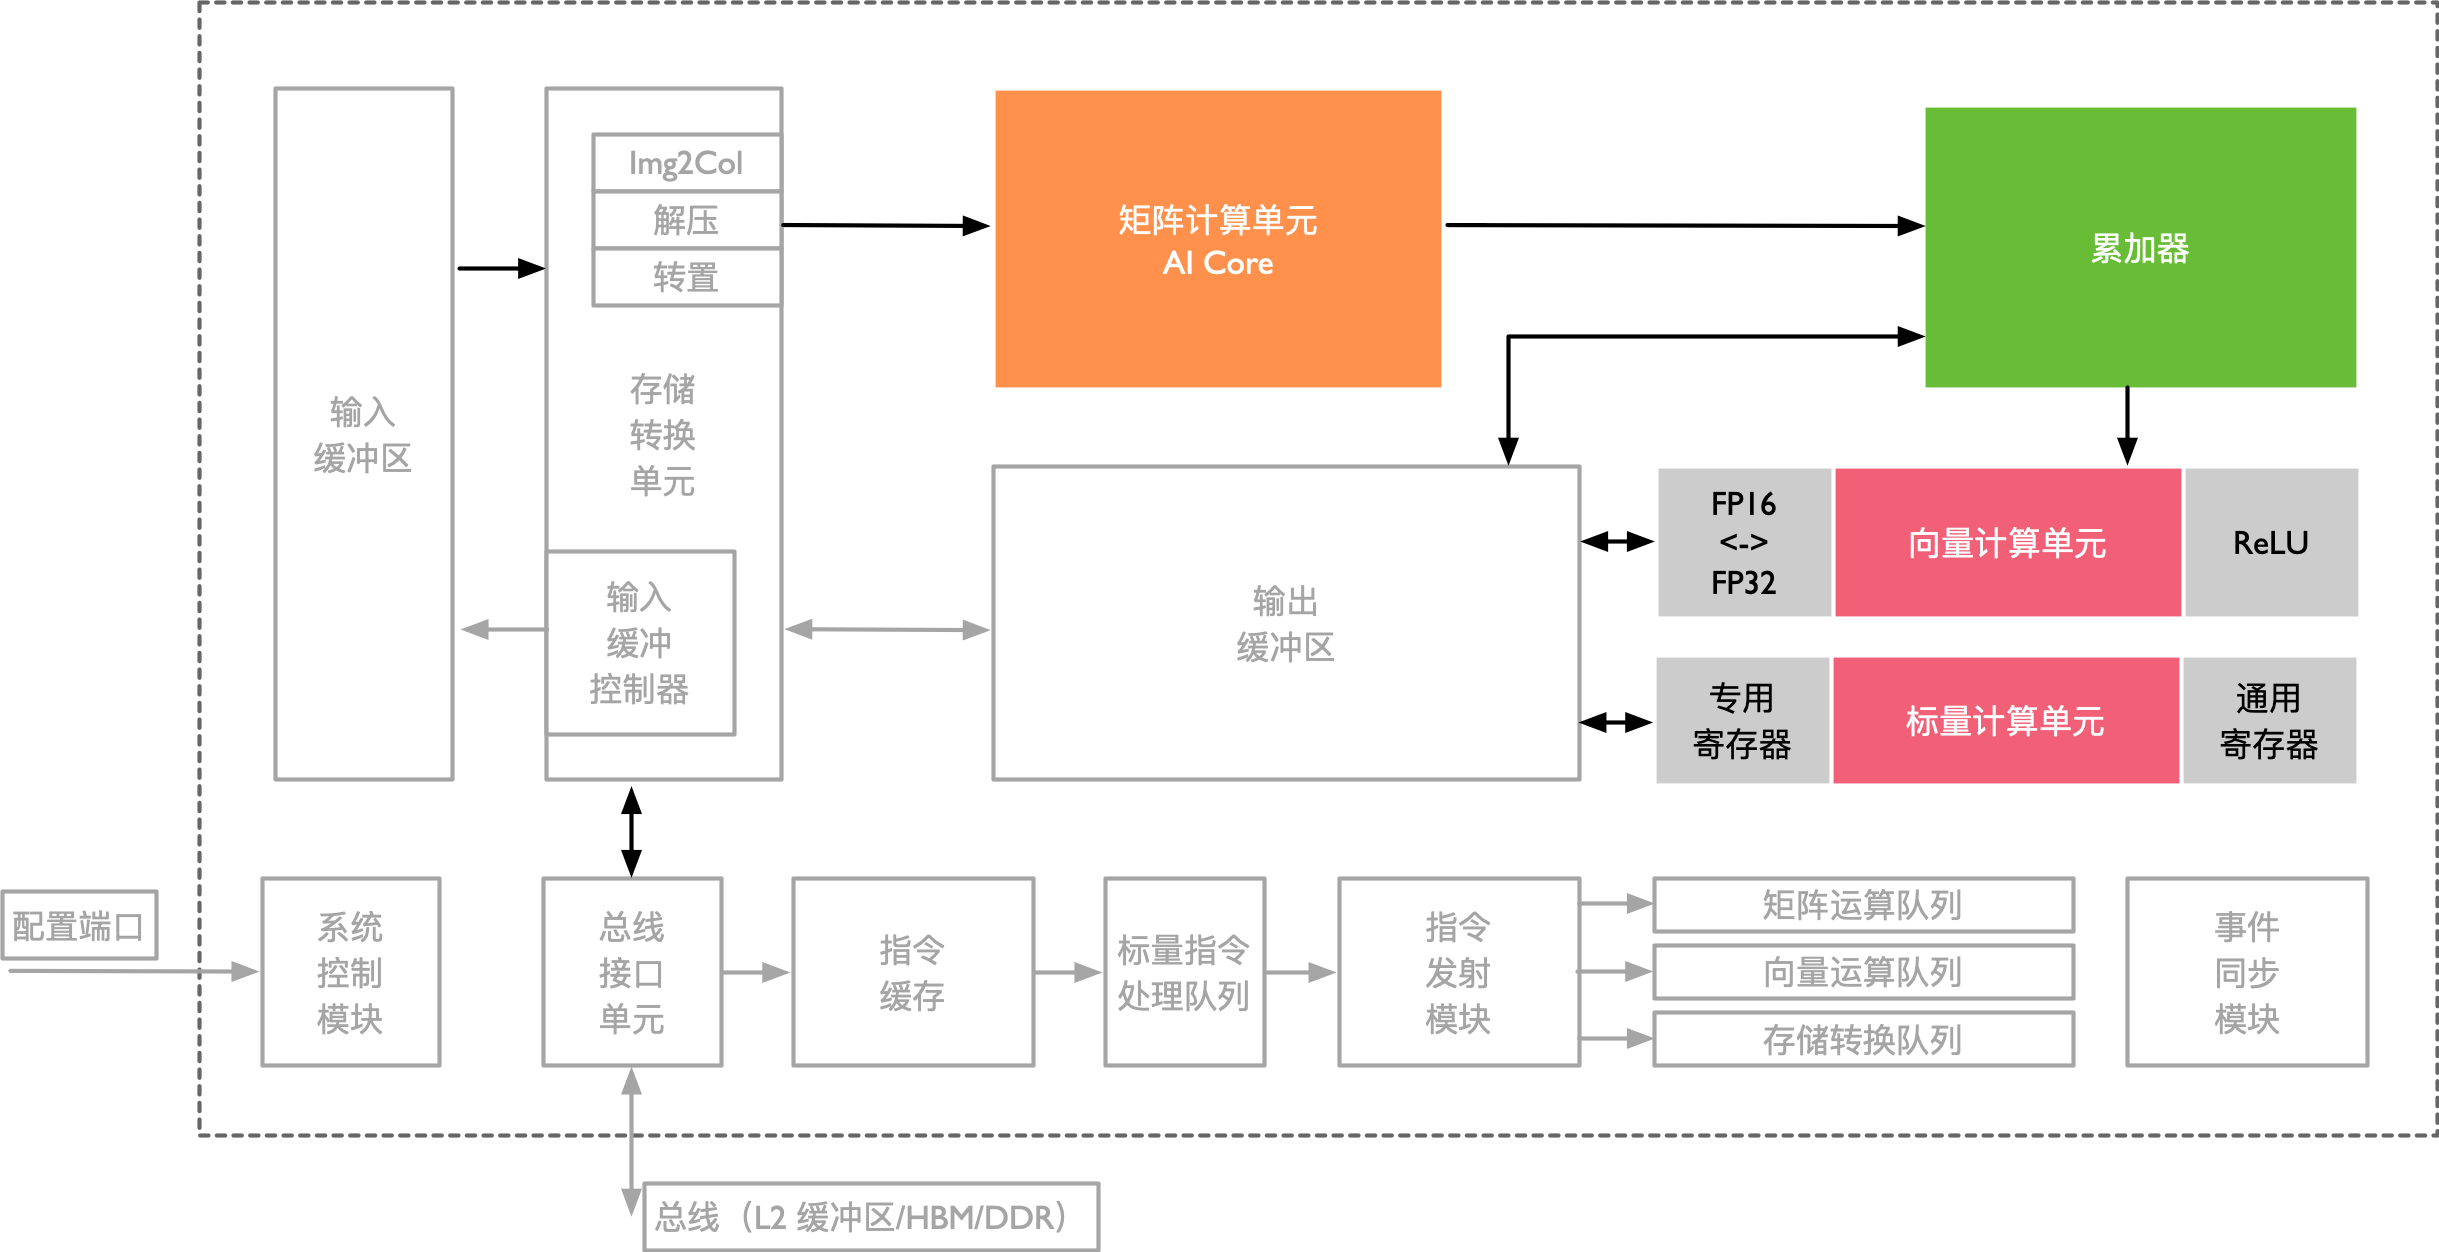 Img2Col
解压
转置
存储
转换
单元
输入
缓冲区
输入
缓冲
控制器
矩阵计算单元
AI Core
累加器
输出
缓冲区
FP16
<->
FP32
向量计算单元
ReLU
专用
寄存器
标量计算单元
通用
寄存器
配置端口
系统
控制
模块
总线
接口
单元
指令
缓存
标量指令
处理队列
指令
发射
模块
矩阵运算队列
向量运算队列
存储转换队列
事件
同步
模块
总线（L2 缓冲区/HBM/DDR）